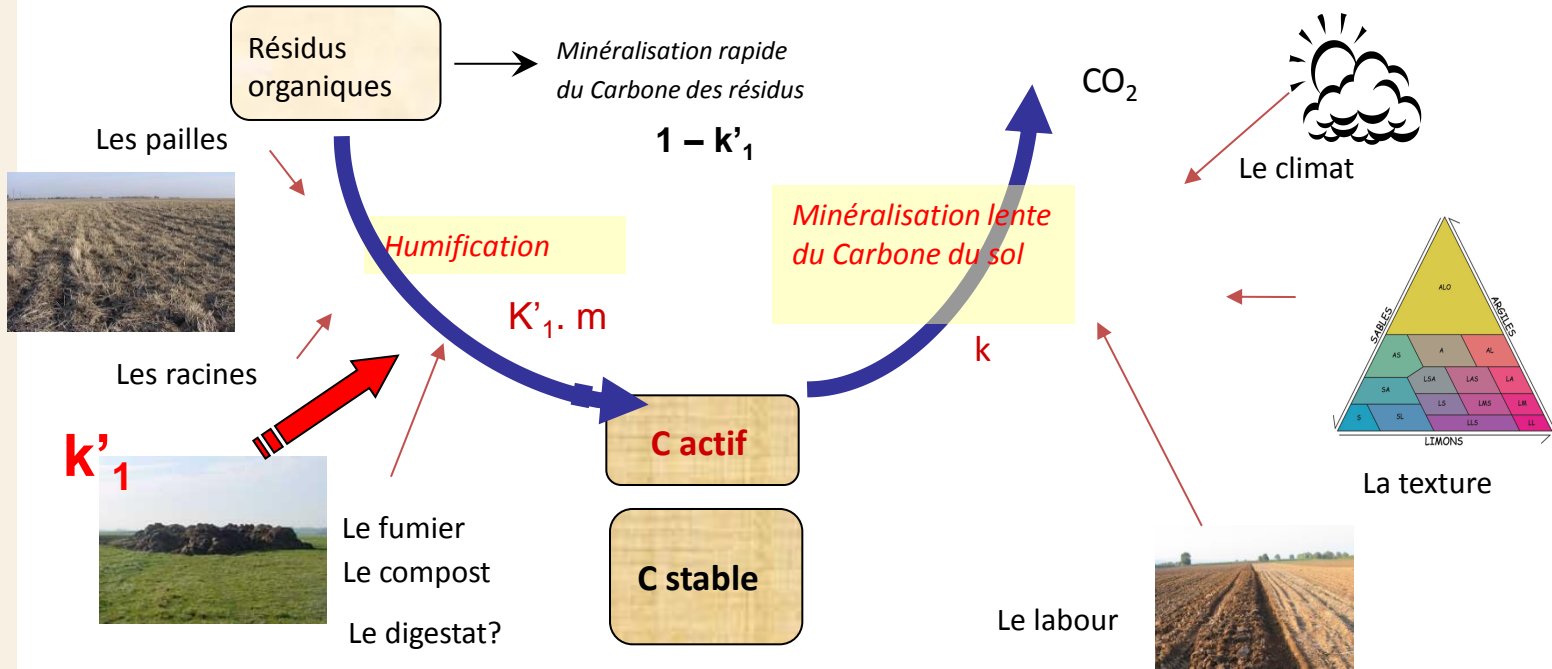 Résidus
organiques
Minéralisation rapide
du Carbone des résidus
1 – k'₁
CO₂
Le climat
Les pailles
Humification
K'₁. m
Minéralisation lente
du Carbone du sol
k
Les racines
k'₁
C actif
C stable
Le fumier
Le compost
Le digestat?
Le labour
SABLES
ARGILES
LIMONS
ALO
AS
A
AL
LSA
LAS
LA
SA
LS
LMS
LM
S
SL
LLS
LL
La texture